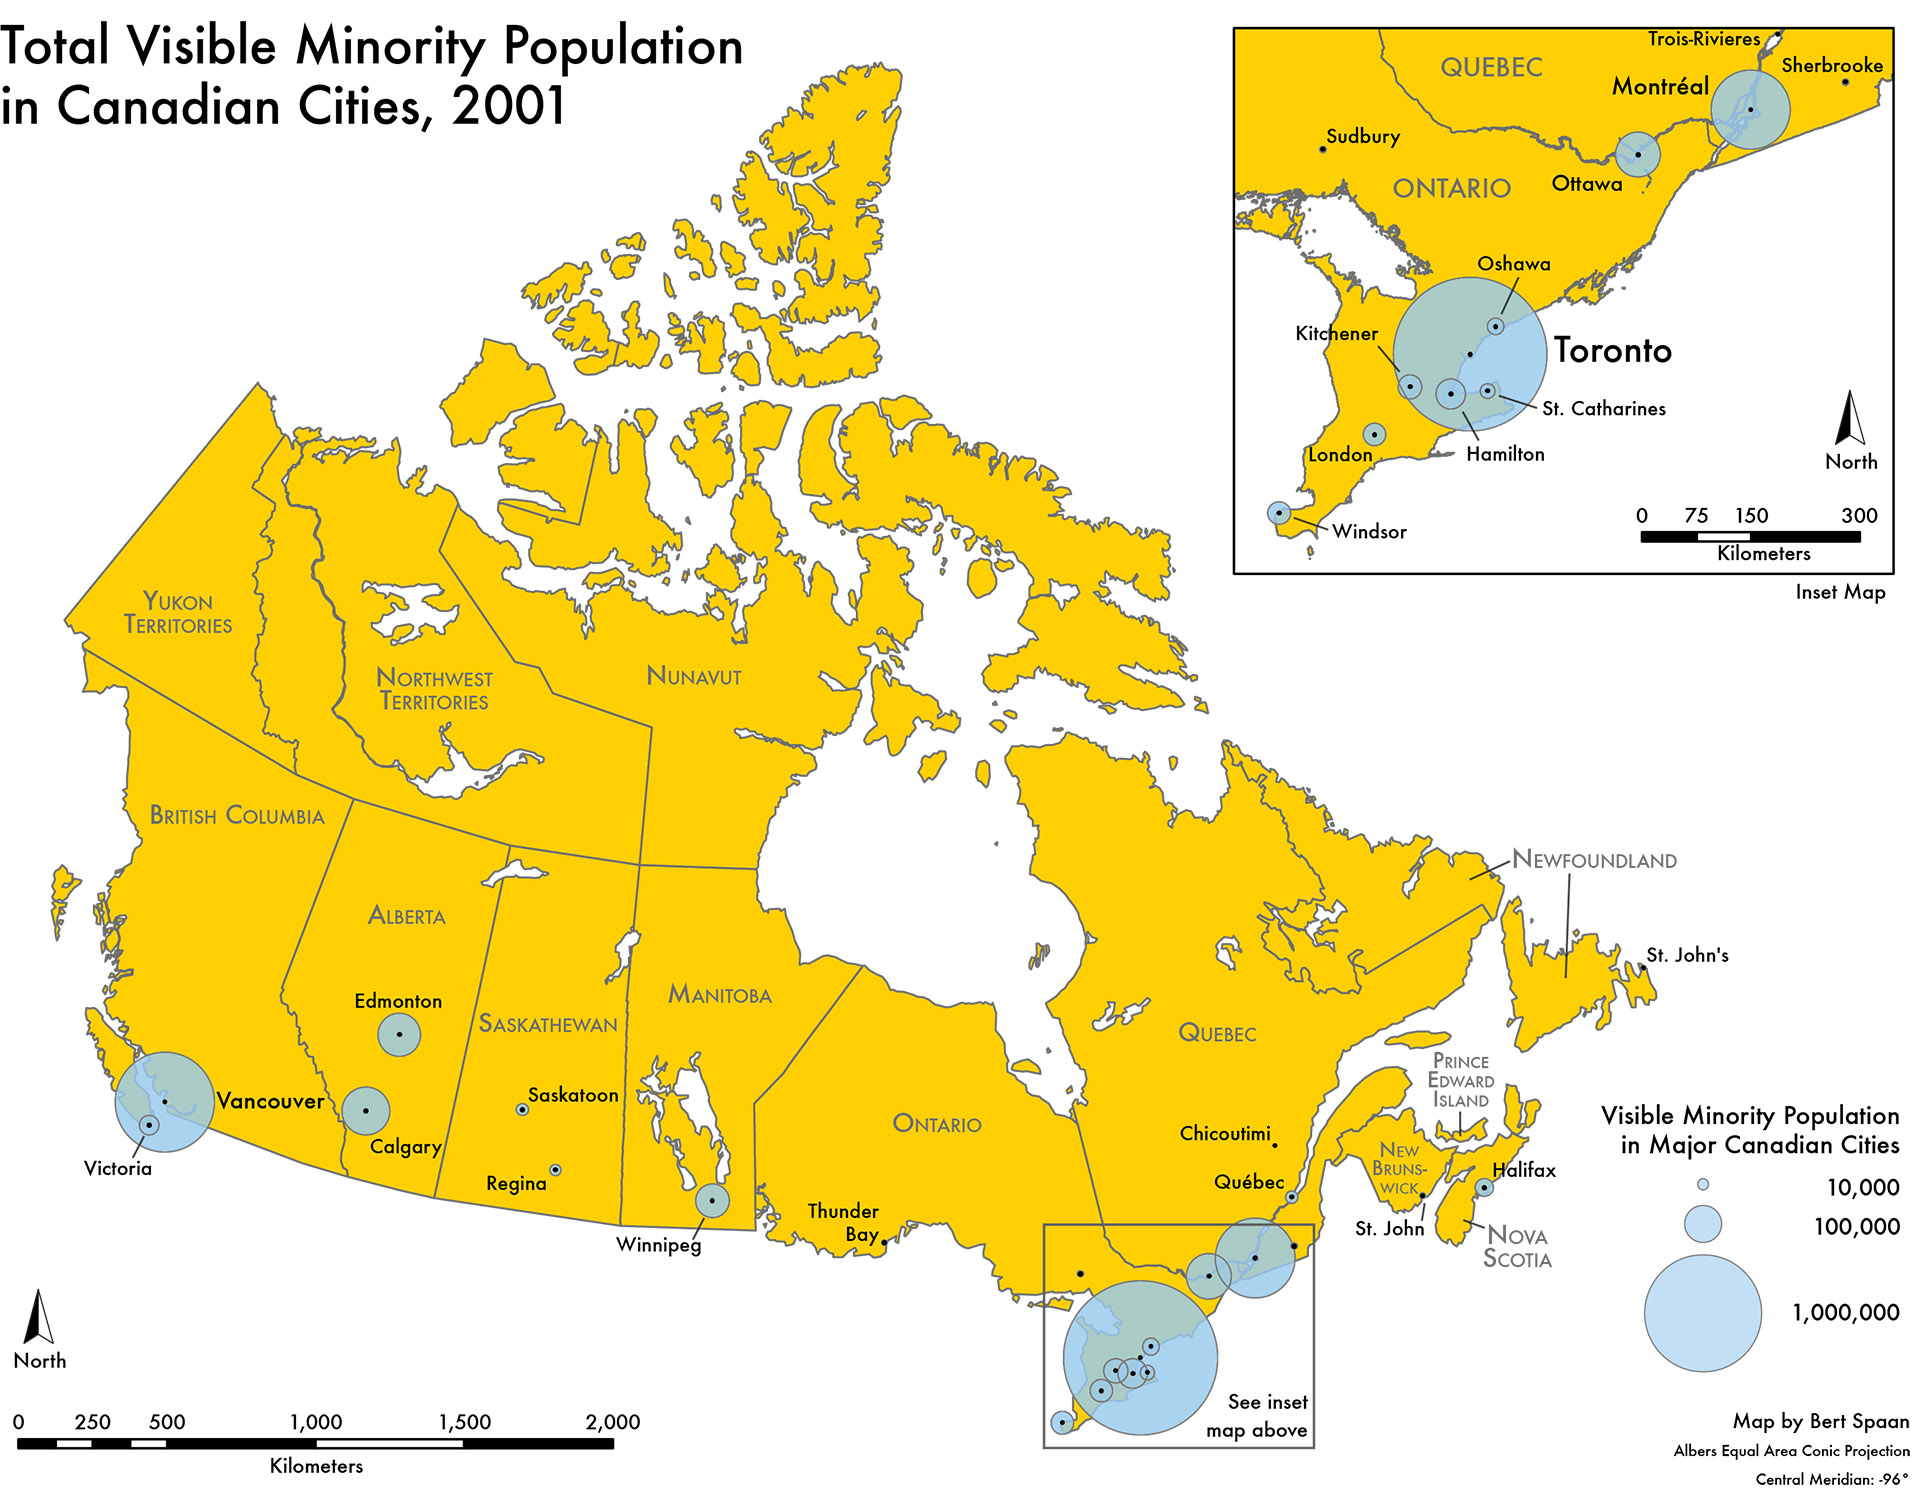 Total Visible Minority Population
in Canadian Cities, 2001
Trois-Rivieres
Sherbrooke
QUEBEC
Montréal
Sudbury
Ottawa
ONTARIO
Oshawa
Kitchener
Toronto
St. Catharines
London
Hamilton
Windsor
North
0 75 150 300
Kilometers
Inset Map
YUKON
TERRITORIES
NORTHWEST
TERRITORIES
NUNAVUT
BRITISH COLUMBIA
ALBERTA
SASKATHEWAN
MANITOBA
ONTARIO
QUEBEC
NEWFOUNDLAND
St. John's
PRINCE
EDWARD
ISLAND
NEW
BRUNS-
WICK
NOVA
SCOTIA
Edmonton
Vancouver
Victoria
Calgary
Saskatoon
Regina
Winnipeg
Thunder
Bay
Chicoutimi
Québec
St. John
Halifax
See inset
map above
Visible Minority Population
in Major Canadian Cities
10,000
100,000
1,000,000
North
0 250 500 1,000 1,500 2,000
Kilometers
Map by Bert Spaan
Albers Equal Area Conic Projection
Central Meridian: -96°